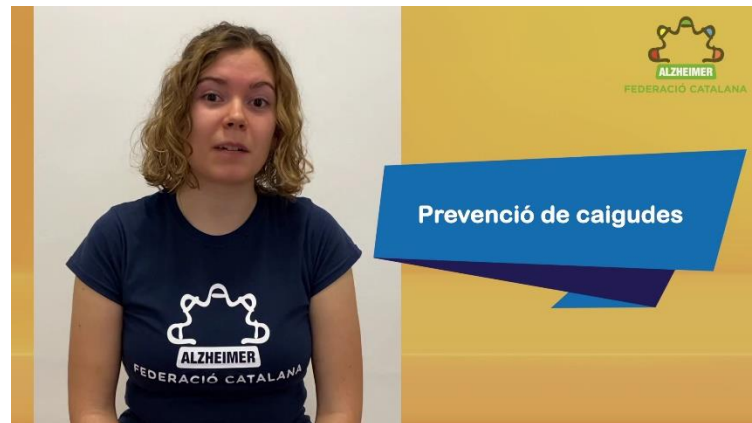 ALZHEIMER
FEDERACIÓ CATALANA
Prevenció de caigudes
ALZHEIMER
FEDERACIÓ CATALANA